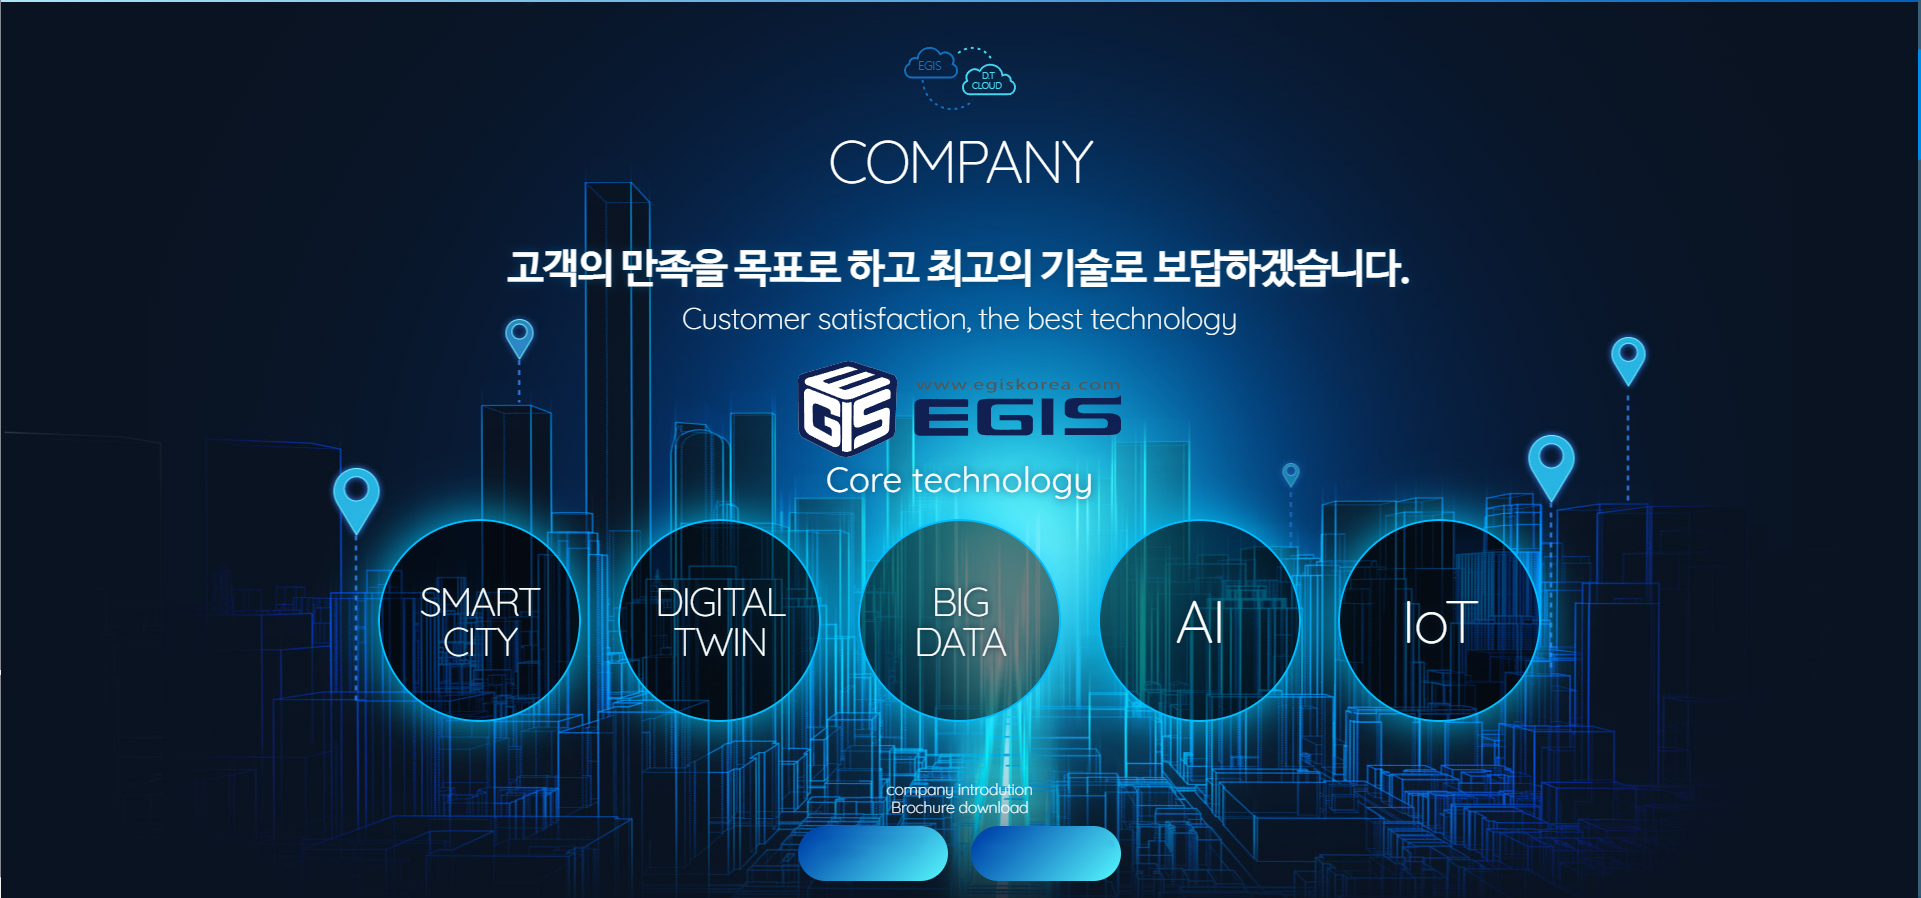 EGIS
D.T
CLOUD
COMPANY
고객의 만족을 목표로 하고 최고의 기술로 보답하겠습니다.
Customer satisfaction, the best technology
EGIS
www.egiskorea.com
EGIS
Core technology
SMART
CITY
DIGITAL
TWIN
BIG
DATA
AI
IoT
company introdution
Brochure download